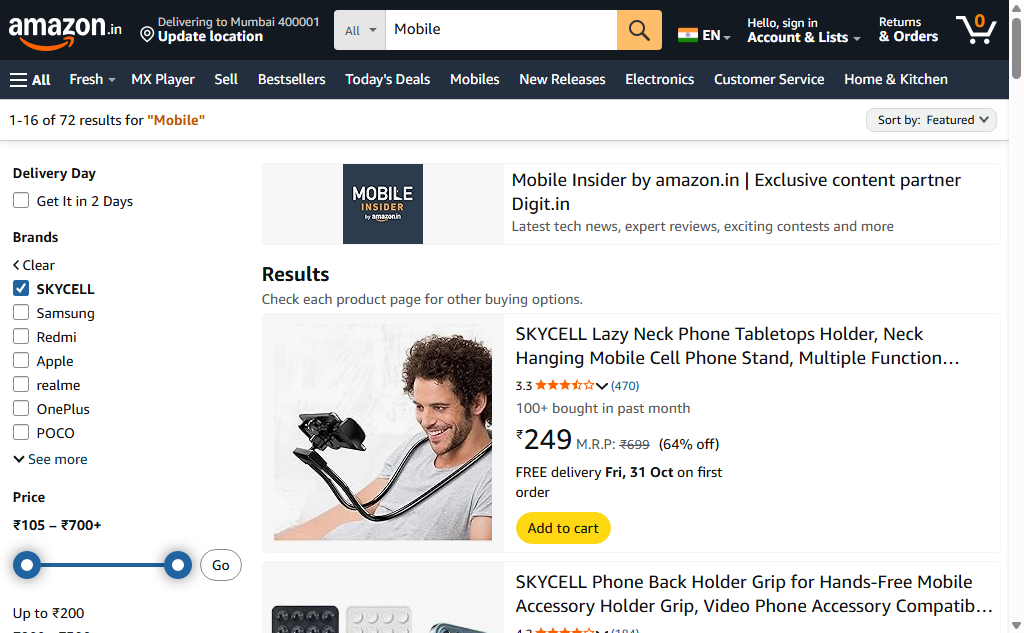 amazon.in
Delivering to Mumbai 400001
Update location
All
Mobile
EN
Hello, sign in
Account & Lists
Returns
& Orders
0
All
Fresh
MX Player
Sell
Bestsellers
Today's Deals
Mobiles
New Releases
Electronics
Customer Service
Home & Kitchen
1-16 of 72 results for "Mobile"
Sort by: Featured
Delivery Day
Get It in 2 Days
Brands
Clear
SKYCELL
Samsung
Redmi
Apple
realme
OnePlus
POCO
See more
Price
₹105 – ₹700+
Go
Up to ₹200
MOBILE
INSIDER
by amazon.in
Mobile Insider by amazon.in | Exclusive content partner
Digit.in
Latest tech news, expert reviews, exciting contests and more
Results
Check each product page for other buying options.
SKYCELL Lazy Neck Phone Tabletops Holder, Neck
Hanging Mobile Cell Phone Stand, Multiple Function…
3.3 (470)
100+ bought in past month
₹249 M.R.P: ₹699 (64% off)
FREE delivery Fri, 31 Oct on first
order
Add to cart
SKYCELL Phone Back Holder Grip for Hands-Free Mobile
Accessory Holder Grip, Video Phone Accessory Compatib…